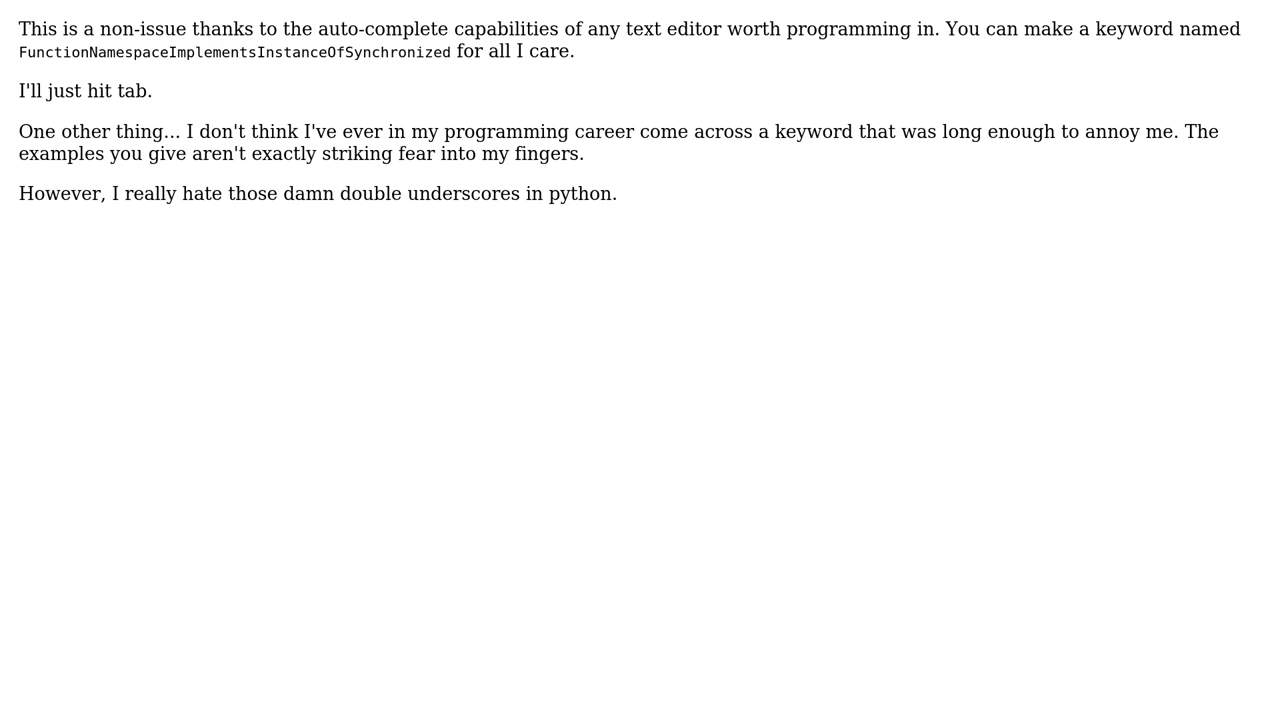 This is a non-issue thanks to the auto-complete capabilities of any text editor worth programming in. You can make a keyword named
FunctionNamespaceImplementsInstanceOfSynchronized for all I care.
I'll just hit tab.
One other thing... I don't think I've ever in my programming career come across a keyword that was long enough to annoy me. The
examples you give aren't exactly striking fear into my fingers.
However, I really hate those damn double underscores in python.